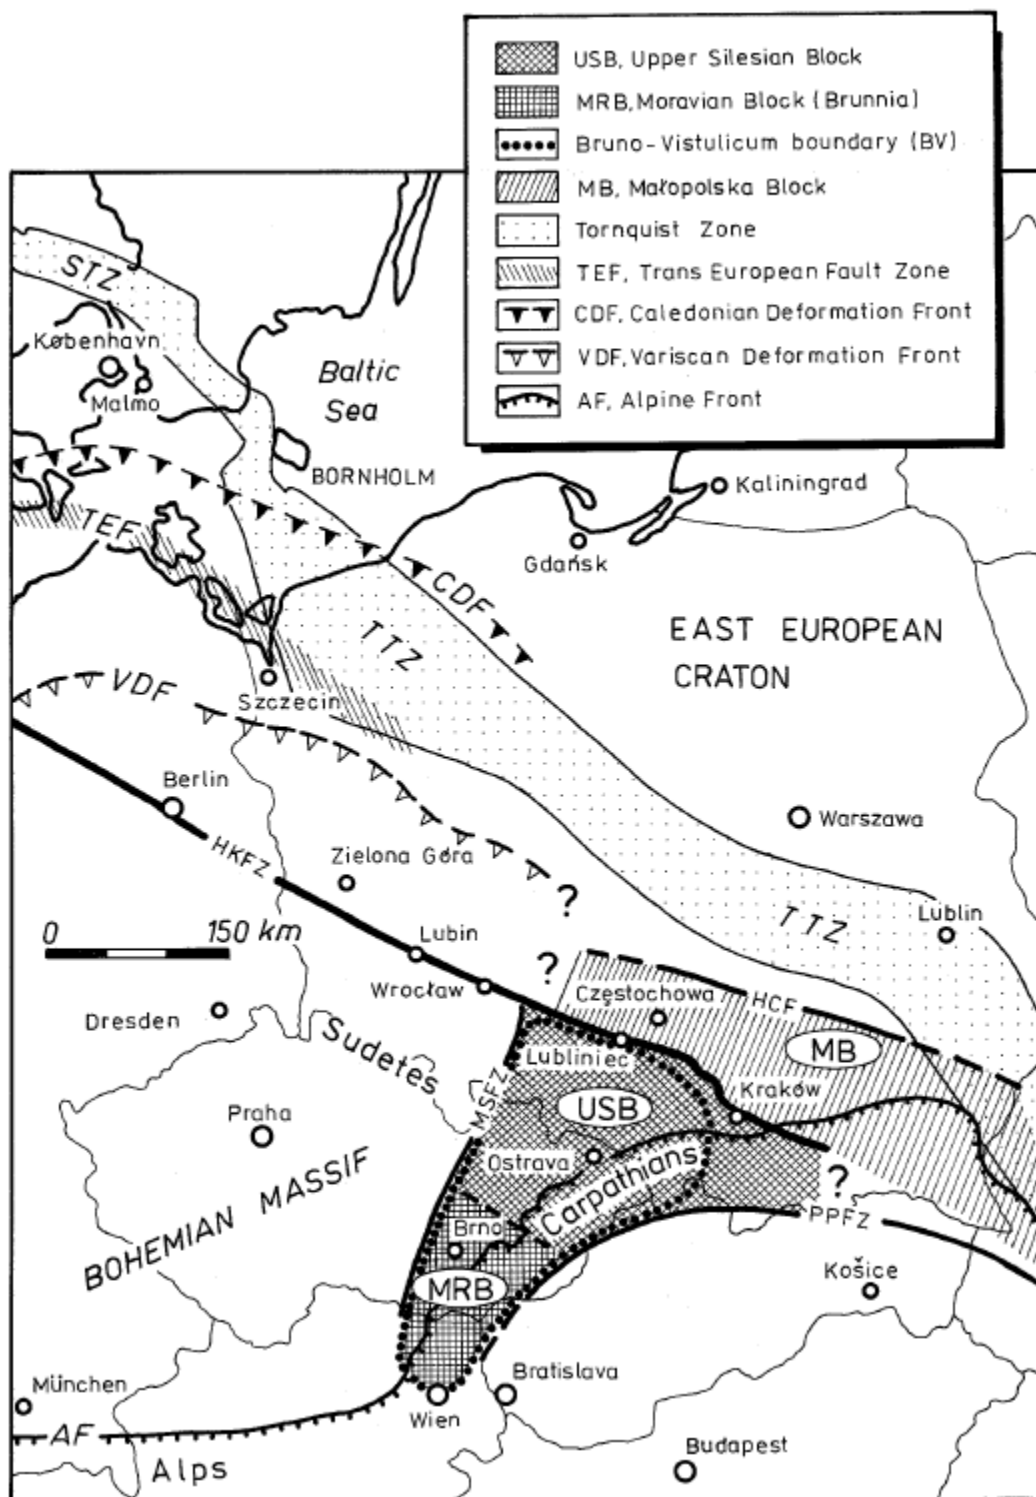 USB, Upper Silesian Block
MRB, Moravian Block (Brunnia)
Bruno-Vistulicum boundary (BV)
MB, Małopolska Block
Tornquist Zone
TEF, Trans European Fault Zone
CDF, Caledonian Deformation Front
VDF, Variscan Deformation Front
AF, Alpine Front
STZ
København
Malmo
Baltic
Sea
BORNHOLM
Kaliningrad
TEF
Gdańsk
CDF
TTZ
EAST EUROPEAN
CRATON
VDF
Szczecin
Berlin
Warszawa
HKFZ
Zielona Góra
?
TTZ
Lublin
0 150 km
Lubin
?
Wrocław
Częstochowa
HCF
Dresden
Sudetes
Lubliniec
MB
MSFZ
USB
Kraków
Praha
Ostrava
Carpathians
?
BOHEMIAN MASSIF
Brno
PPFZ
MRB
Košice
München
Bratislava
Wien
AF
Alps
Budapest